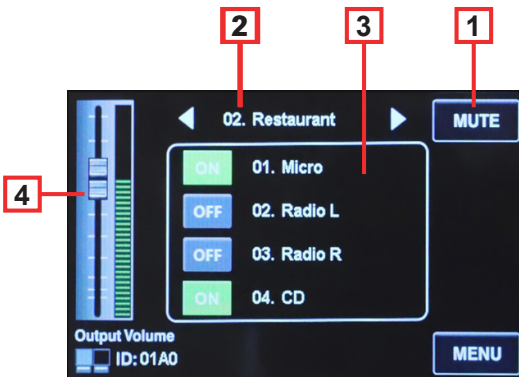 2 3 1
02. Restaurant MUTE
ON 01. Micro
4
OFF 02. Radio L
OFF 03. Radio R
ON 04. CD
Output Volume
ID: 01A0 MENU